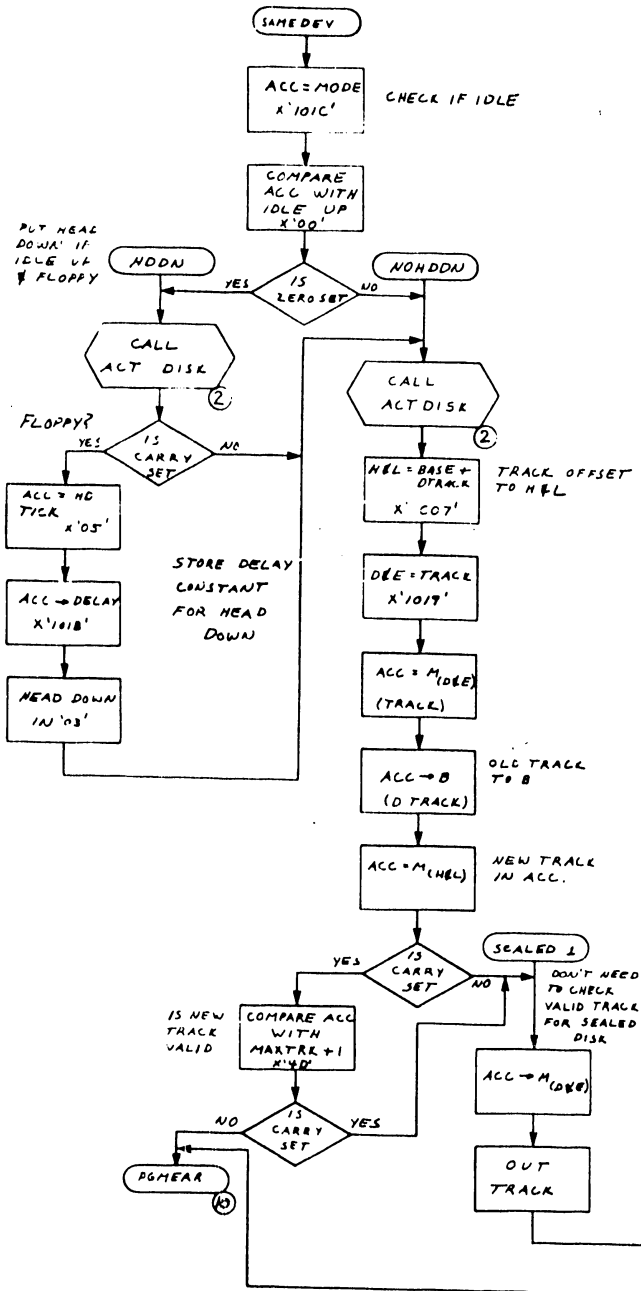 SAMEDEV
ACC = MODE
X'101C'
CHECK IF IDLE
COMPARE
ACC WITH
IDLE UP
X'00'
PUT HEAD
DOWN IF
IDLE UP
& FLOPPY
HDDN
YES
IS
ZERO SET
NO
NOHDDN
CALL
ACT DISK
2
CALL
ACTDISK
2
FLOPPY?
YES
IS
CARRY
SET
NO
H&L = BASE +
DTRACK
X' C07'
TRACK OFFSET
TO H&L
ACC = HD
TICK
X'05'
STORE DELAY
CONSTANT
FOR HEAD
DOWN
D&E = TRACK
X'1019'
ACC → DELAY
X'101B'
HEAD DOWN
IN '03'
ACC = M(D&E)
(TRACK)
ACC → B
(D TRACK)
OLD TRACK
TO B
ACC = M(H&L)
NEW TRACK
IN ACC.
YES
IS
CARRY
SET
NO
SEALED 1
DON'T NEED
TO CHECK
VALID TRACK
FOR SEALED
DISK
IS NEW
TRACK
VALID
COMPARE ACC
WITH
MAXTRK + 1
X'4D'
ACC → M(D&E)
NO
IS
CARRY
SET
YES
OUT
TRACK
PGMEAR